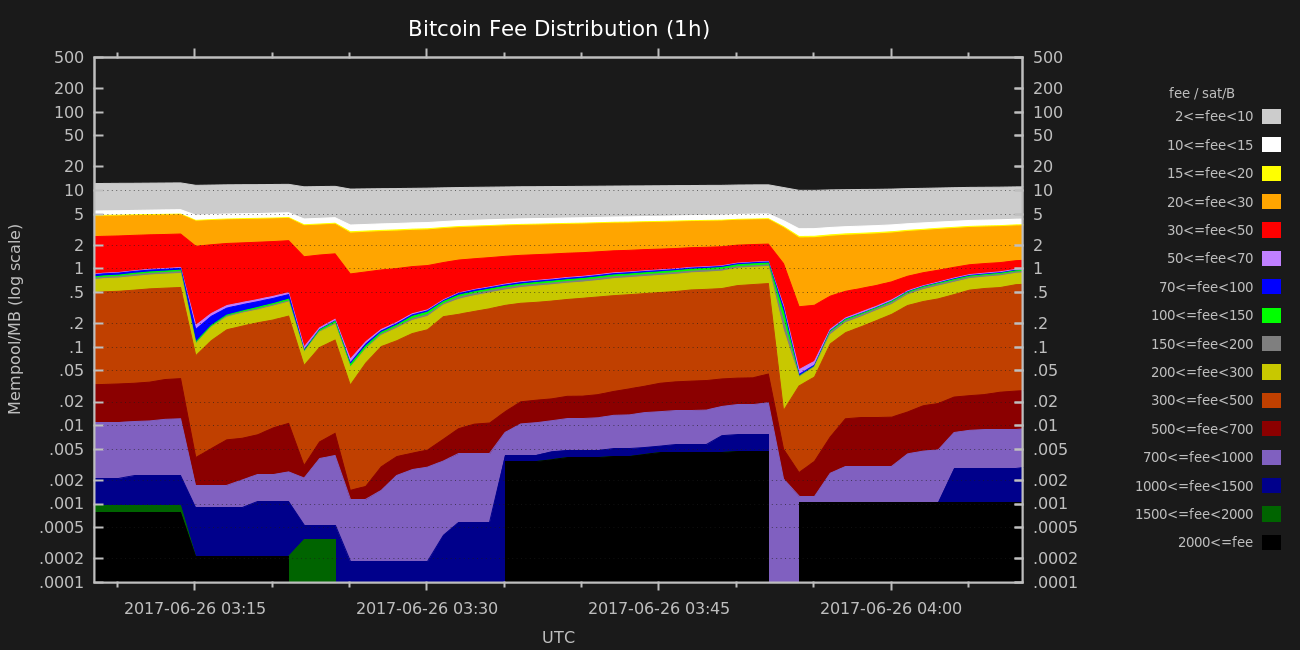 Bitcoin Fee Distribution (1h)
500 500
200 200
100 100
50 50
20 20
10 10
5 5
2 2
1 1
.5 .5
.2 .2
.1 .1
.05 .05
.02 .02
.01 .01
.005 .005
.002 .002
.001 .001
.0005 .0005
.0002 .0002
.0001 .0001
Mempool/MB (log scale)
2017-06-26 03:15 2017-06-26 03:30 2017-06-26 03:45 2017-06-26 04:00
UTC
fee / sat/B
2<=fee<10
10<=fee<15
15<=fee<20
20<=fee<30
30<=fee<50
50<=fee<70
70<=fee<100
100<=fee<150
150<=fee<200
200<=fee<300
300<=fee<500
500<=fee<700
700<=fee<1000
1000<=fee<1500
1500<=fee<2000
2000<=fee